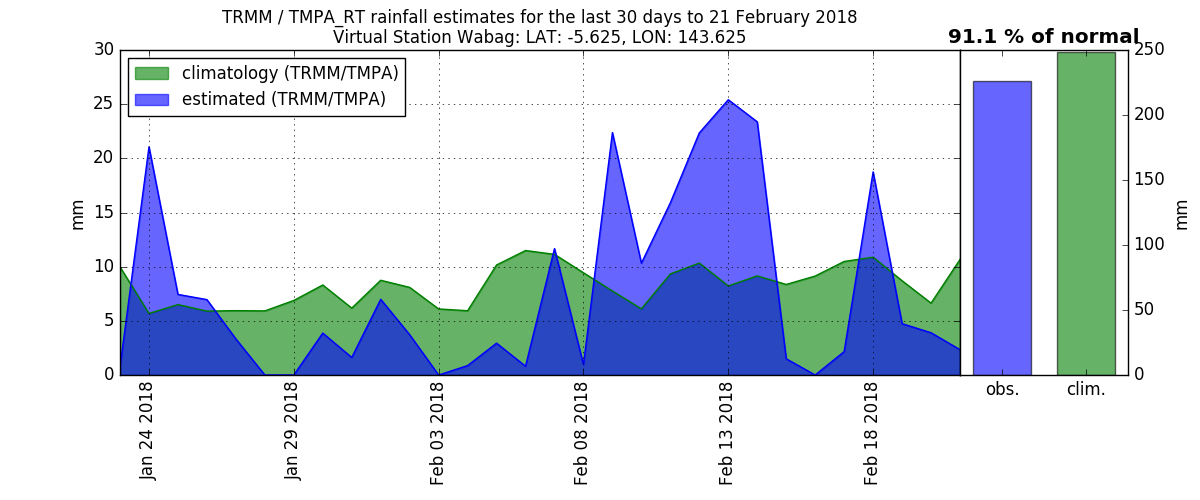 TRMM / TMPA_RT rainfall estimates for the last 30 days to 21 February 2018
Virtual Station Wabag: LAT: -5.625, LON: 143.625
91.1 % of normal
climatology (TRMM/TMPA)
estimated (TRMM/TMPA)
30
25
20
15
10
5
0
mm
250
200
150
100
50
0
mm
obs.
clim.
Jan 24 2018
Jan 29 2018
Feb 03 2018
Feb 08 2018
Feb 13 2018
Feb 18 2018